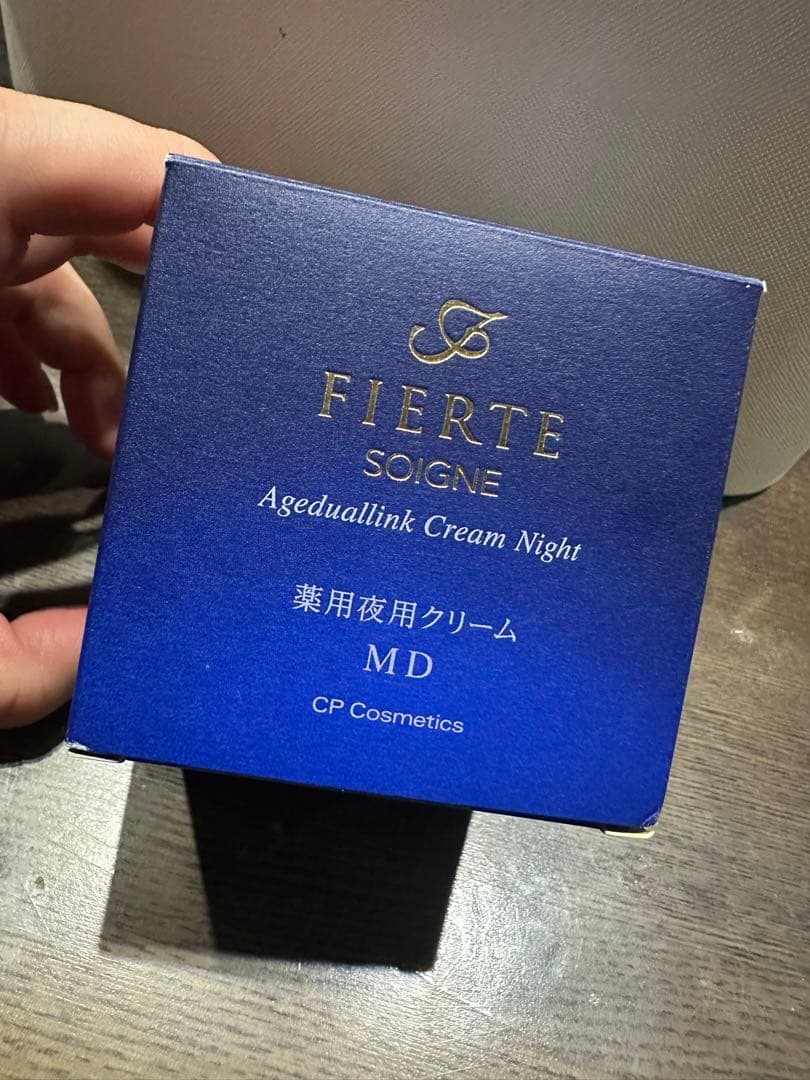 FIERTE
SOIGNE
Ageduallink Cream Night
薬用夜用クリーム
MD
CP Cosmetics